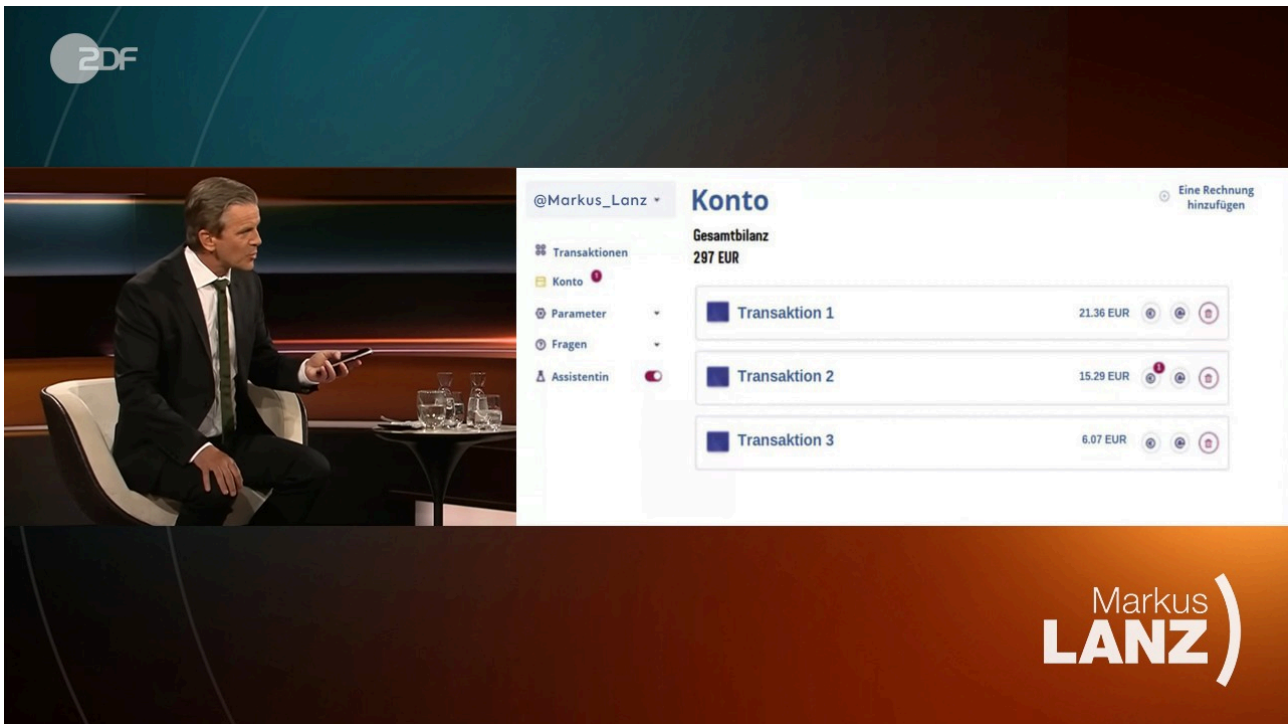 ZDF
@Markus_Lanz
Transaktionen
Konto
Parameter
Fragen
Assistentin
Konto
Gesamtbilanz
297 EUR
Eine Rechnung
hinzufügen
Transaktion 1
21.36 EUR
Transaktion 2
15.29 EUR
Transaktion 3
6.07 EUR
Markus
LANZ